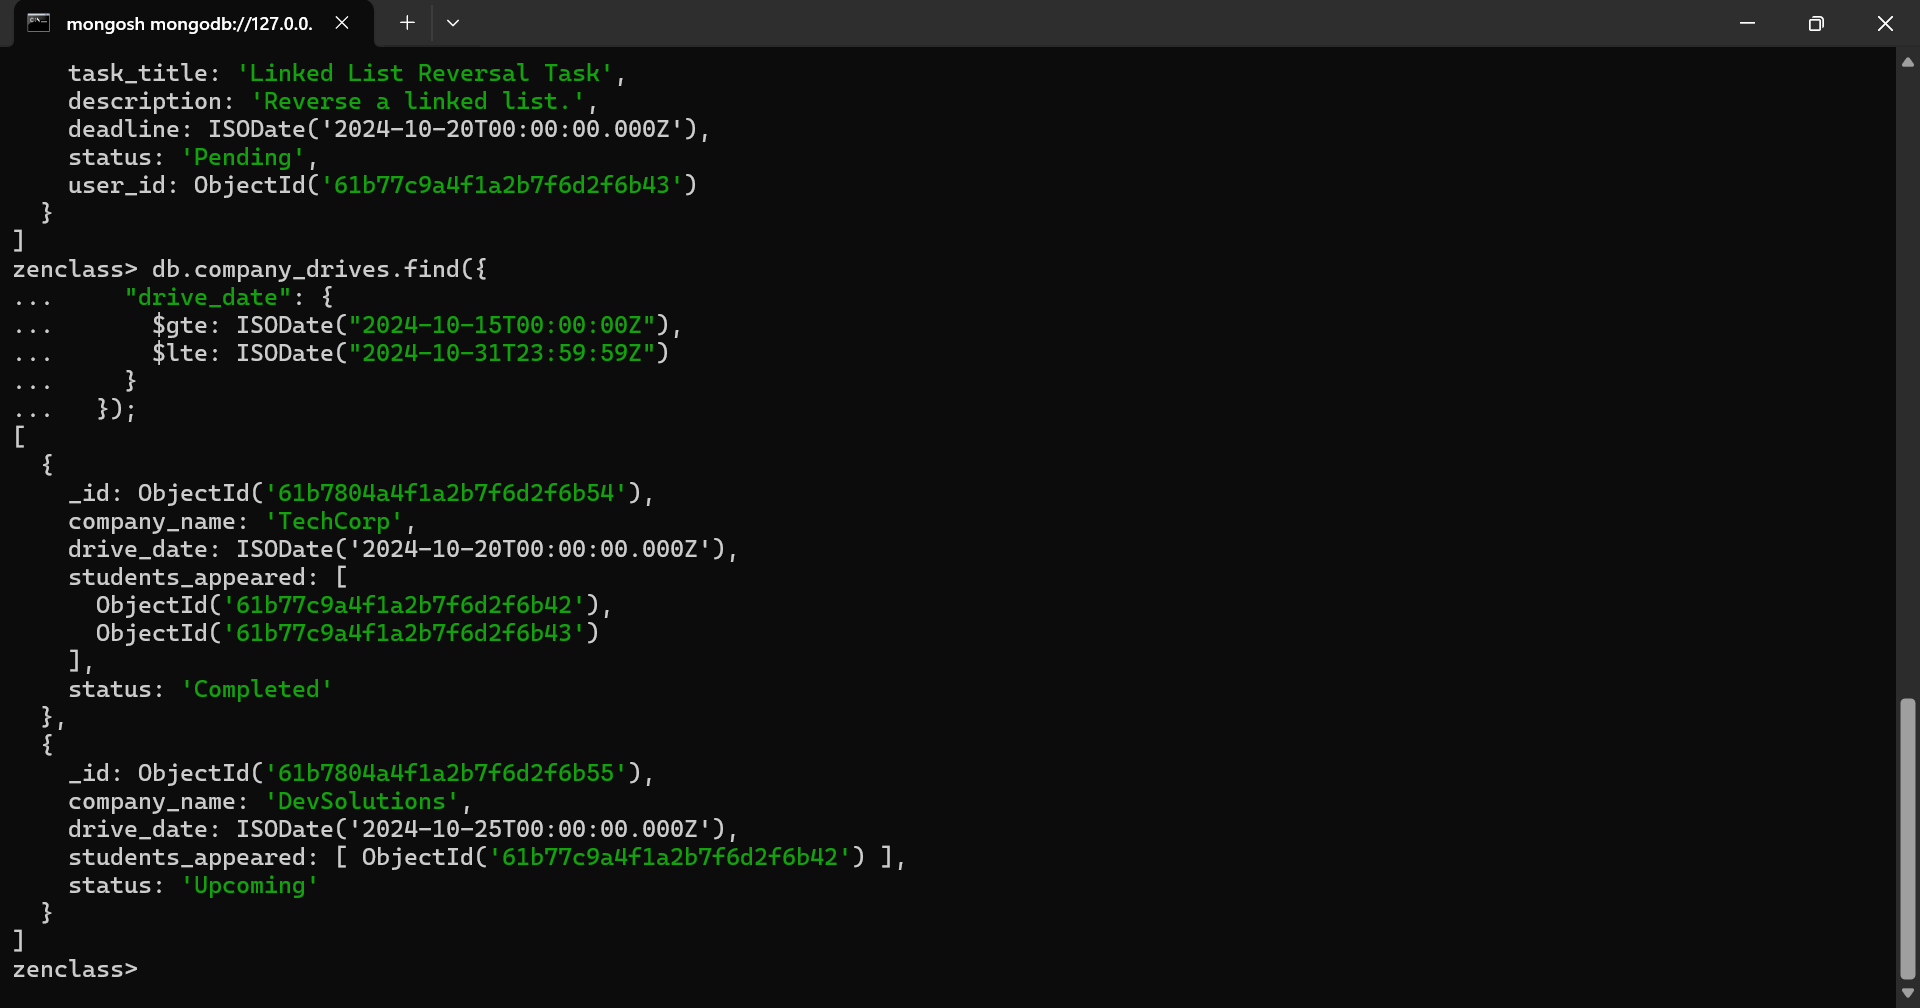 mongosh mongodb://127.0.0.
    task_title: 'Linked List Reversal Task',
    description: 'Reverse a linked list.',
    deadline: ISODate('2024-10-20T00:00:00.000Z'),
    status: 'Pending',
    user_id: ObjectId('61b77c9a4f1a2b7f6d2f6b43')
  }
]
zenclass> db.company_drives.find({
...     "drive_date": {
...       $gte: ISODate("2024-10-15T00:00:00Z"),
...       $lte: ISODate("2024-10-31T23:59:59Z")
...     }
...   });
[
  {
    _id: ObjectId('61b7804a4f1a2b7f6d2f6b54'),
    company_name: 'TechCorp',
    drive_date: ISODate('2024-10-20T00:00:00.000Z'),
    students_appeared: [
      ObjectId('61b77c9a4f1a2b7f6d2f6b42'),
      ObjectId('61b77c9a4f1a2b7f6d2f6b43')
    ],
    status: 'Completed'
  },
  {
    _id: ObjectId('61b7804a4f1a2b7f6d2f6b55'),
    company_name: 'DevSolutions',
    drive_date: ISODate('2024-10-25T00:00:00.000Z'),
    students_appeared: [ ObjectId('61b77c9a4f1a2b7f6d2f6b42') ],
    status: 'Upcoming'
  }
]
zenclass>